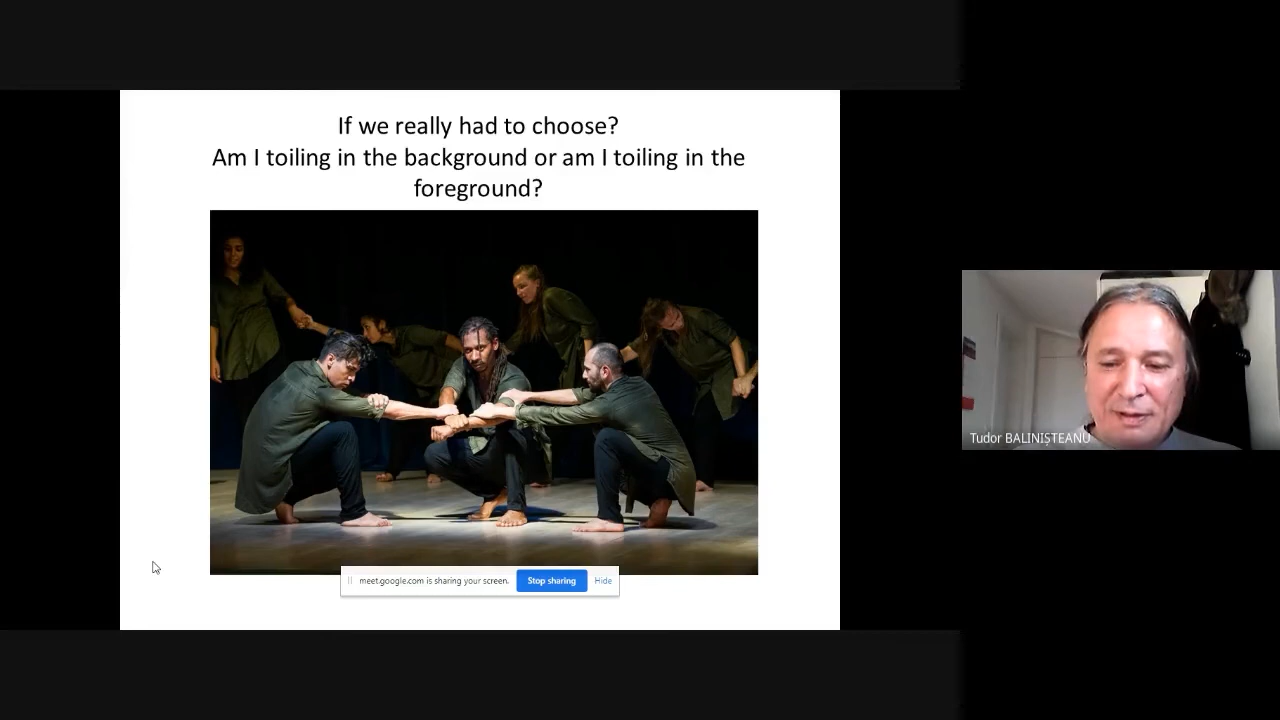 If we really had to choose?
Am I toiling in the background or am I toiling in the
foreground?
meet.google.com is sharing your screen. Stop sharing Hide
Tudor BALINIȘTEANU